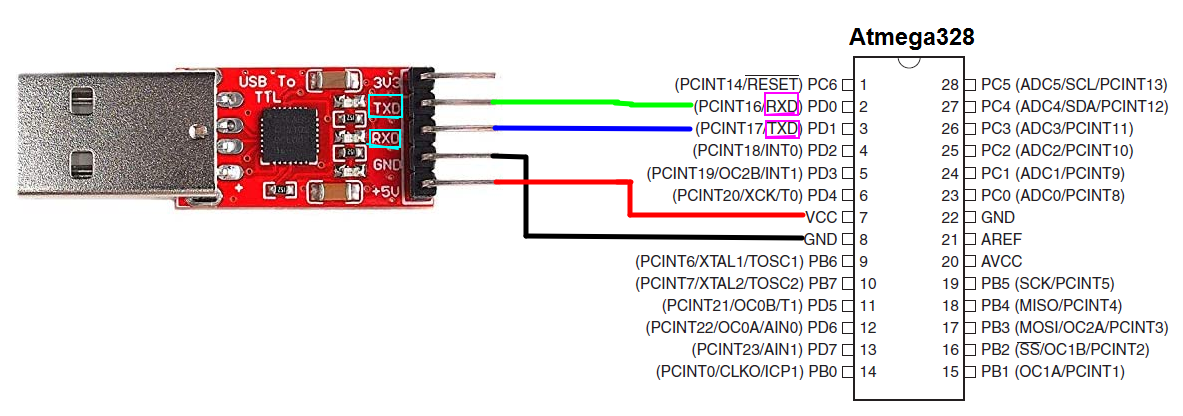 Atmega328
USB To
TTL
3V3
TXD
RXD
GND
+5V
+
(PCINT14/RESET) PC6 1
(PCINT16/RXD) PD0 2
(PCINT17/TXD) PD1 3
(PCINT18/INT0) PD2 4
(PCINT19/OC2B/INT1) PD3 5
(PCINT20/XCK/T0) PD4 6
VCC 7
GND 8
(PCINT6/XTAL1/TOSC1) PB6 9
(PCINT7/XTAL2/TOSC2) PB7 10
(PCINT21/OC0B/T1) PD5 11
(PCINT22/OC0A/AIN0) PD6 12
(PCINT23/AIN1) PD7 13
(PCINT0/CLKO/ICP1) PB0 14
28 PC5 (ADC5/SCL/PCINT13)
27 PC4 (ADC4/SDA/PCINT12)
26 PC3 (ADC3/PCINT11)
25 PC2 (ADC2/PCINT10)
24 PC1 (ADC1/PCINT9)
23 PC0 (ADC0/PCINT8)
22 GND
21 AREF
20 AVCC
19 PB5 (SCK/PCINT5)
18 PB4 (MISO/PCINT4)
17 PB3 (MOSI/OC2A/PCINT3)
16 PB2 (SS/OC1B/PCINT2)
15 PB1 (OC1A/PCINT1)